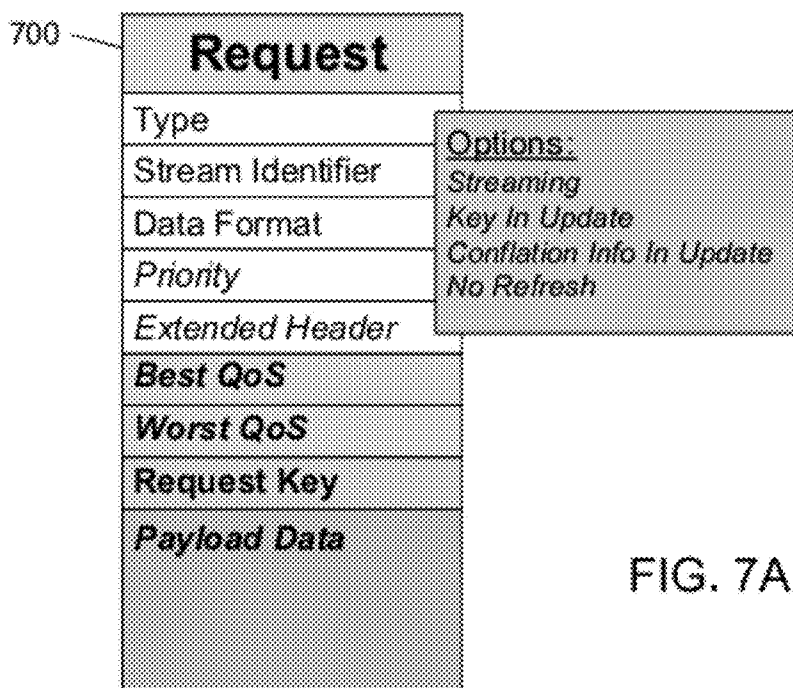 700
Request
Type
Stream Identifier
Data Format
Priority
Extended Header
Best QoS
Worst QoS
Request Key
Payload Data
Options:
Streaming
Key In Update
Conflation Info In Update
No Refresh
FIG. 7A